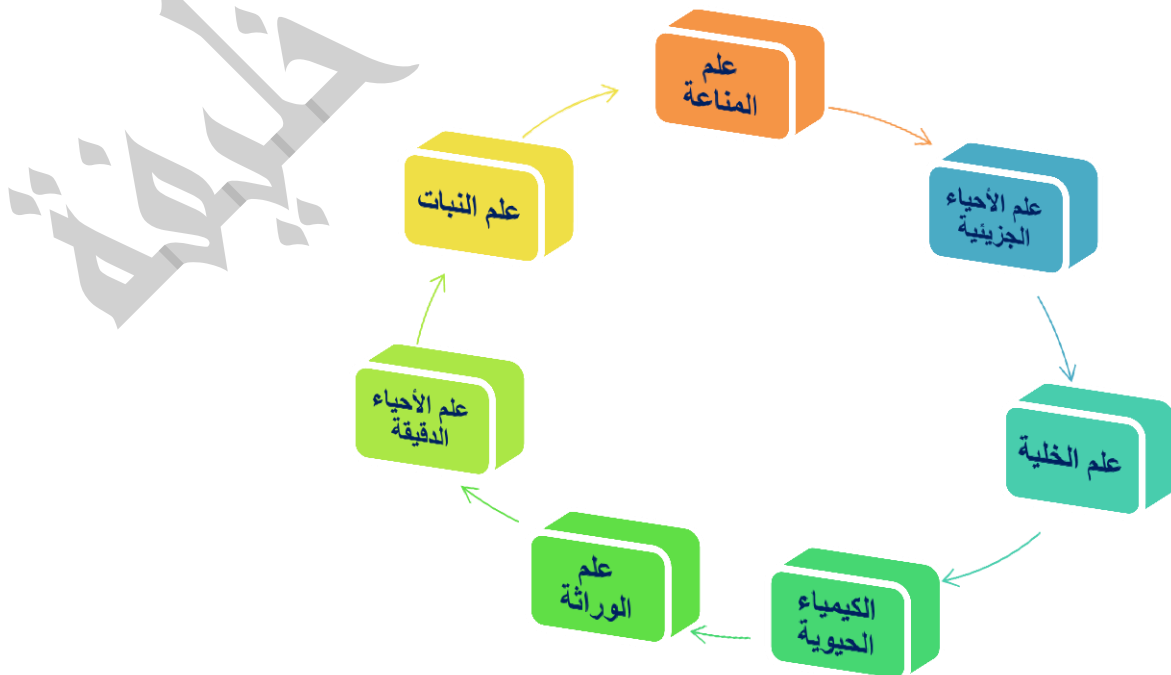 علم
المناعة
علم الأحياء
الجزيئية
علم الخلية
الكيمياء
الحيوية
علم
الوراثة
علم الأحياء
الدقيقة
علم النبات